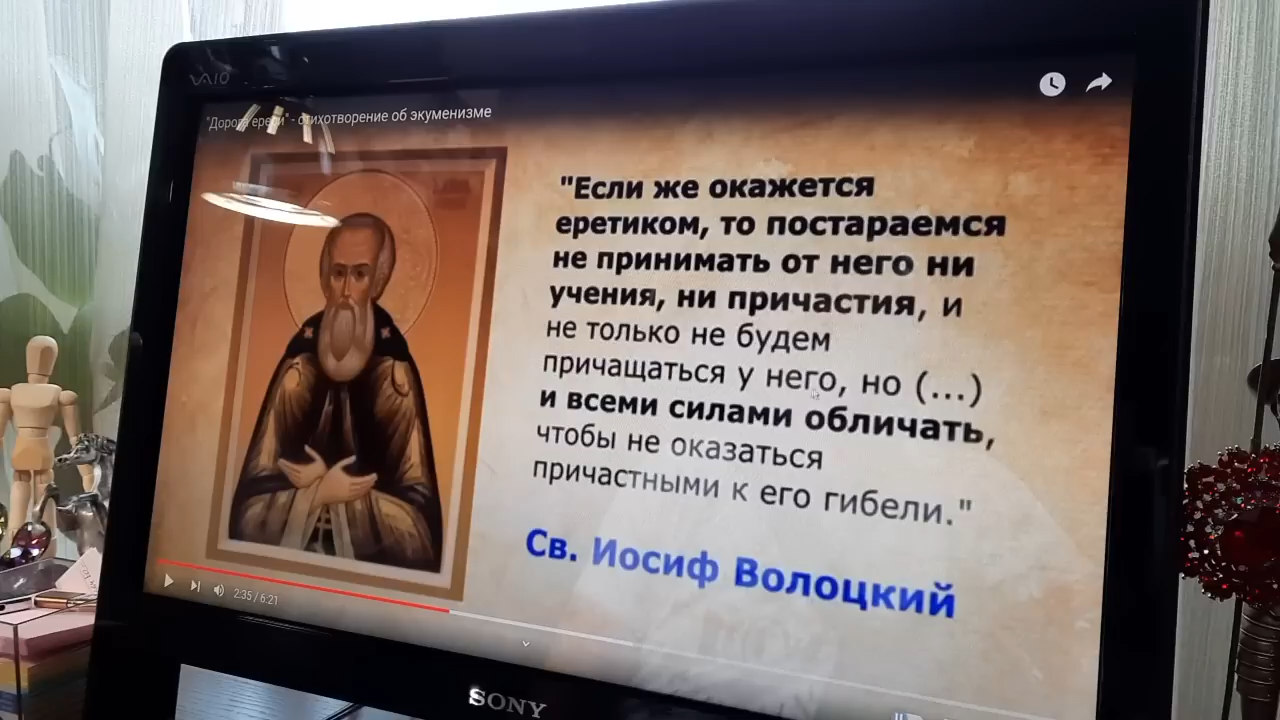 VAIO
"Дорога ереси" - стихотворение об экуменизме
"Если же окажется
еретиком, то постараемся
не принимать от него ни
учения, ни причастия, и
не только не будем
причащаться у него, но (...)
и всеми силами обличать,
чтобы не оказаться
причастными к его гибели."
Св. Иосиф Волоцкий
2:35 / 6:21
SONY